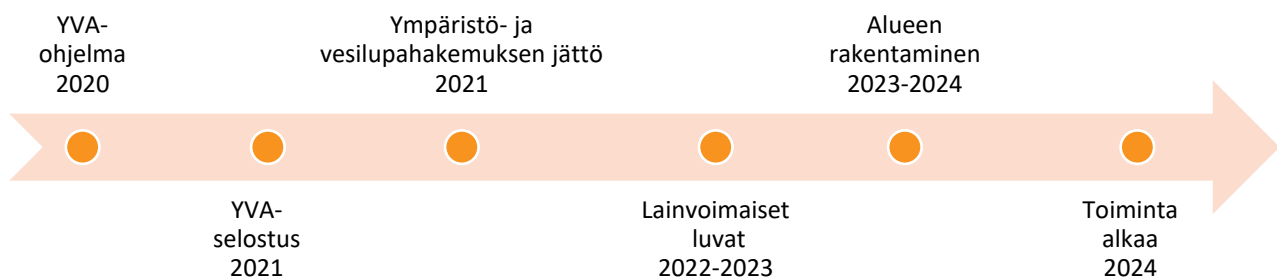 YVA-
ohjelma
2020
YVA-
selostus
2021
Ympäristö- ja
vesilupahakemuksen jättö
2021
Lainvoimaiset
luvat
2022-2023
Alueen
rakentaminen
2023-2024
Toiminta
alkaa
2024